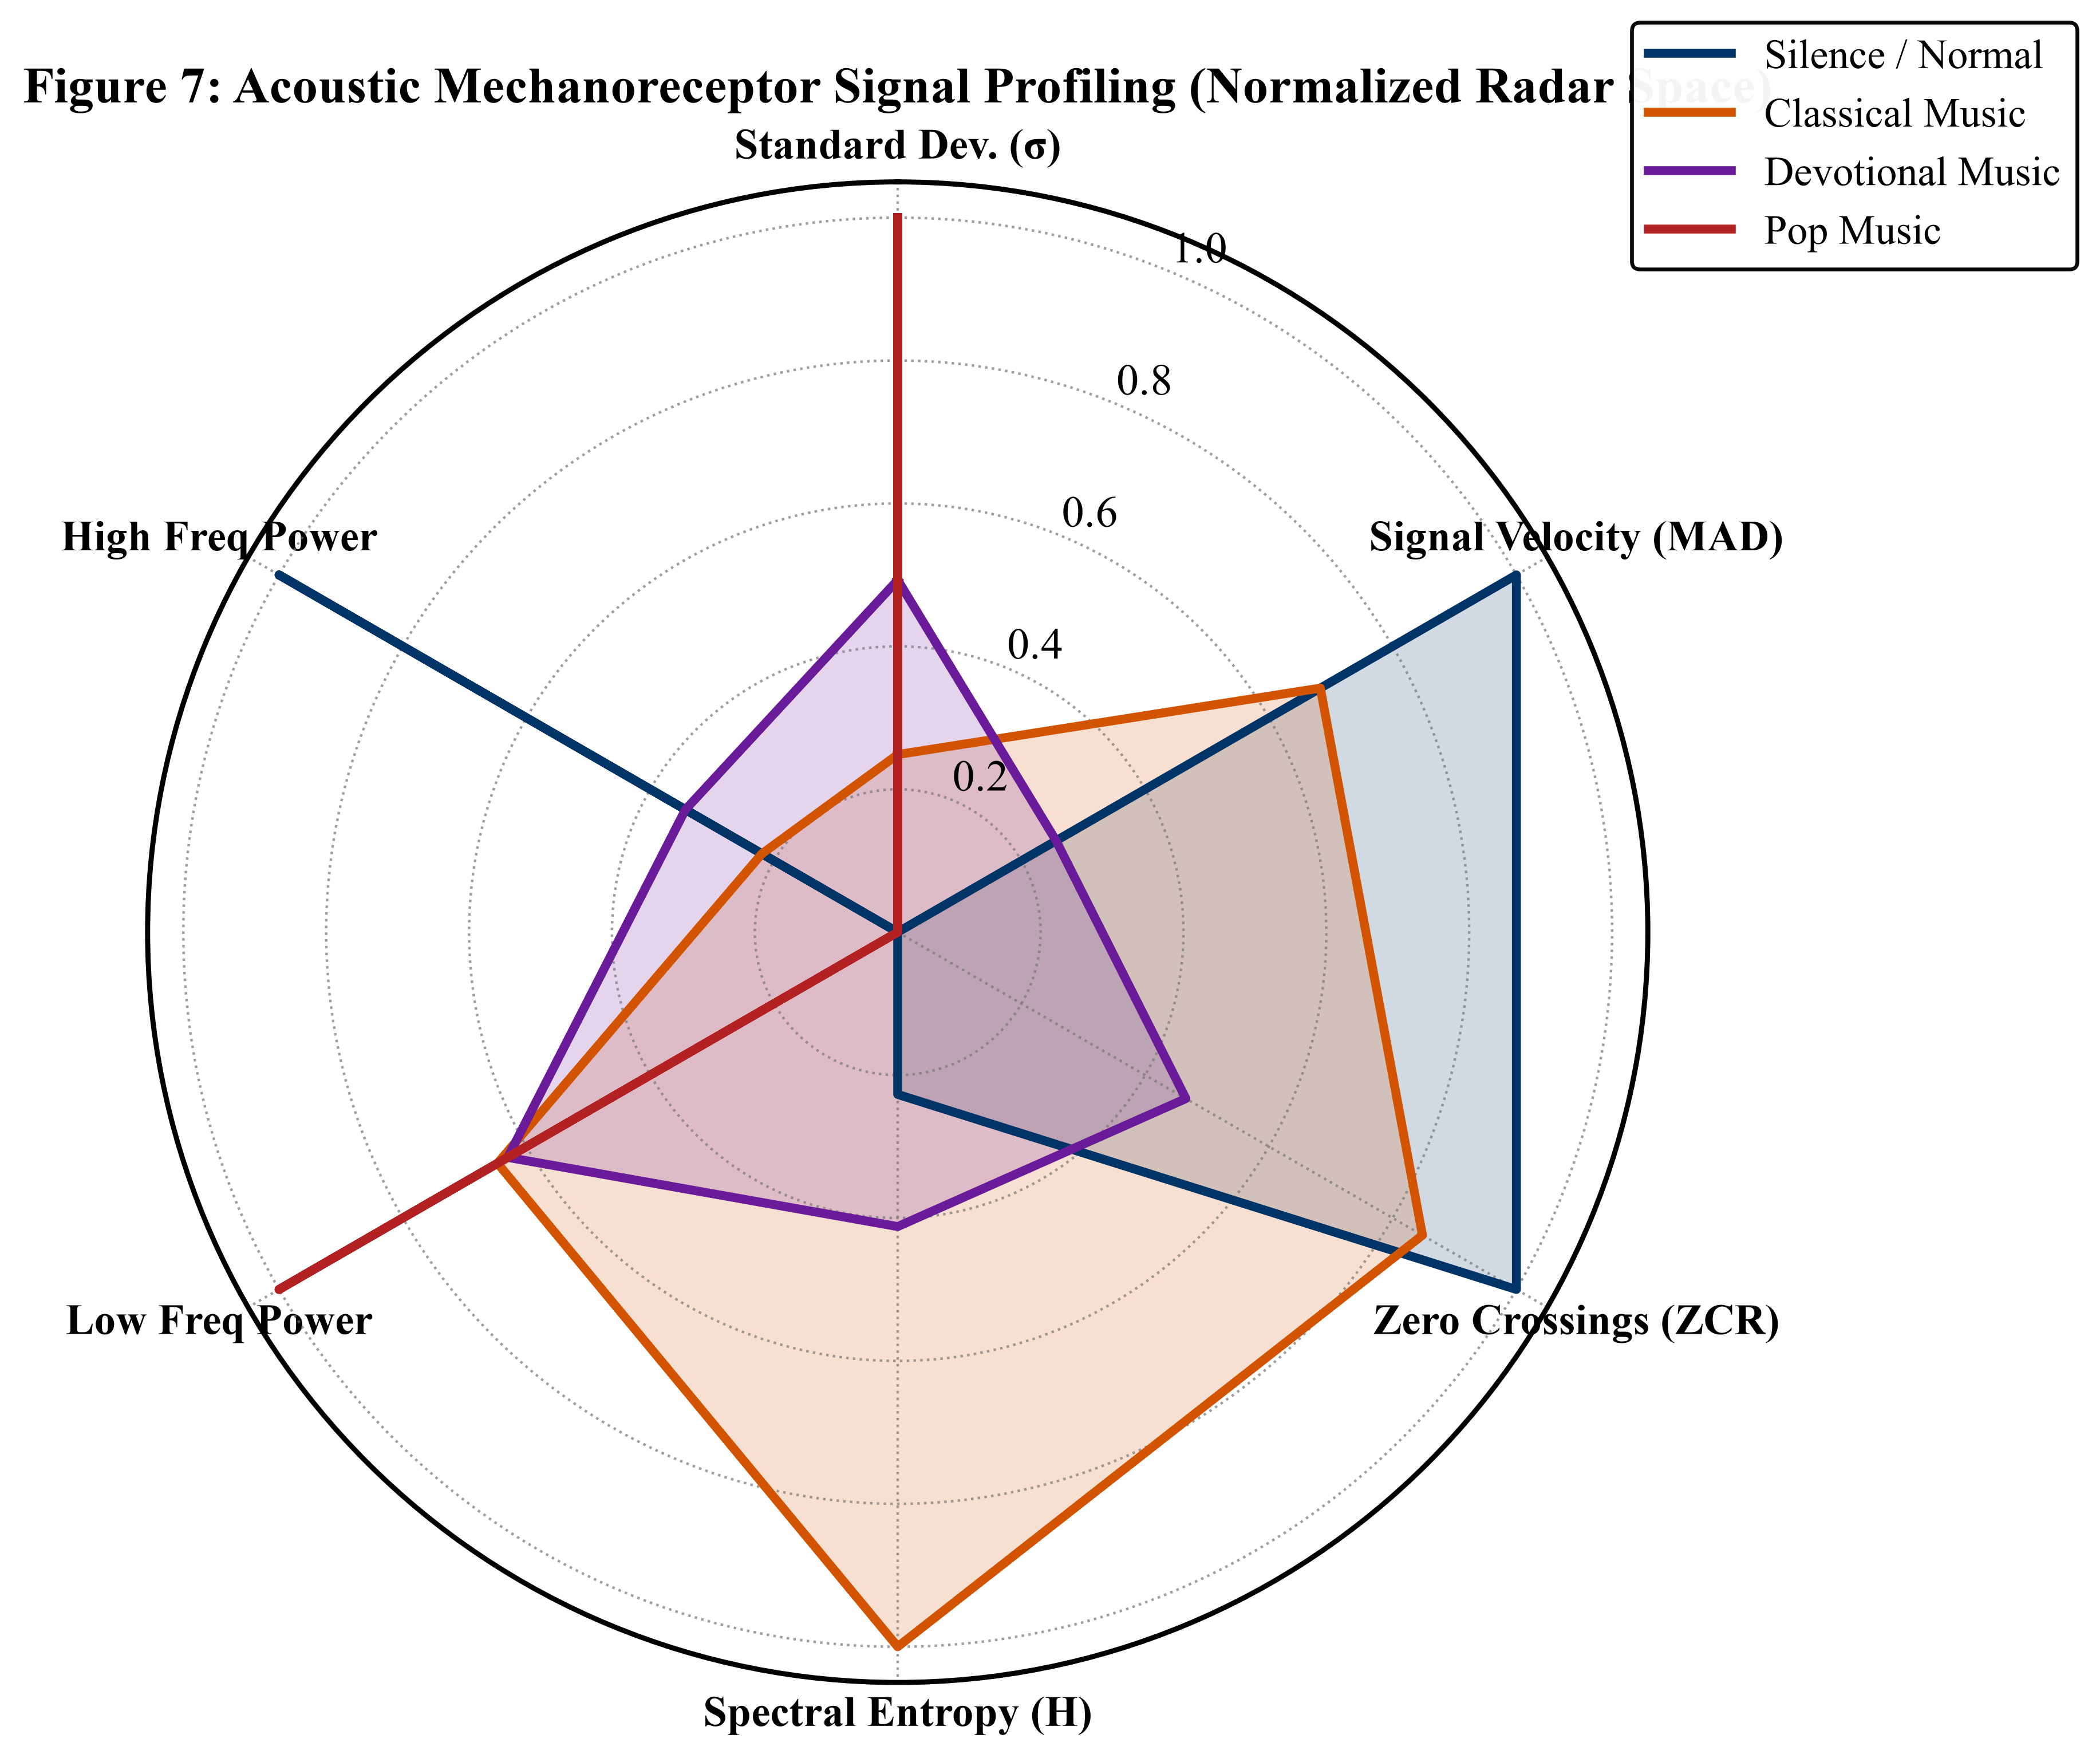 Figure 7: Acoustic Mechanoreceptor Signal Profiling (Normalized Radar Space)
Silence / Normal
Classical Music
Devotional Music
Pop Music
Standard Dev. (σ)
1.0
0.8
0.6
High Freq Power
Signal Velocity (MAD)
0.4
0.2
Low Freq Power
Zero Crossings (ZCR)
Spectral Entropy (H)